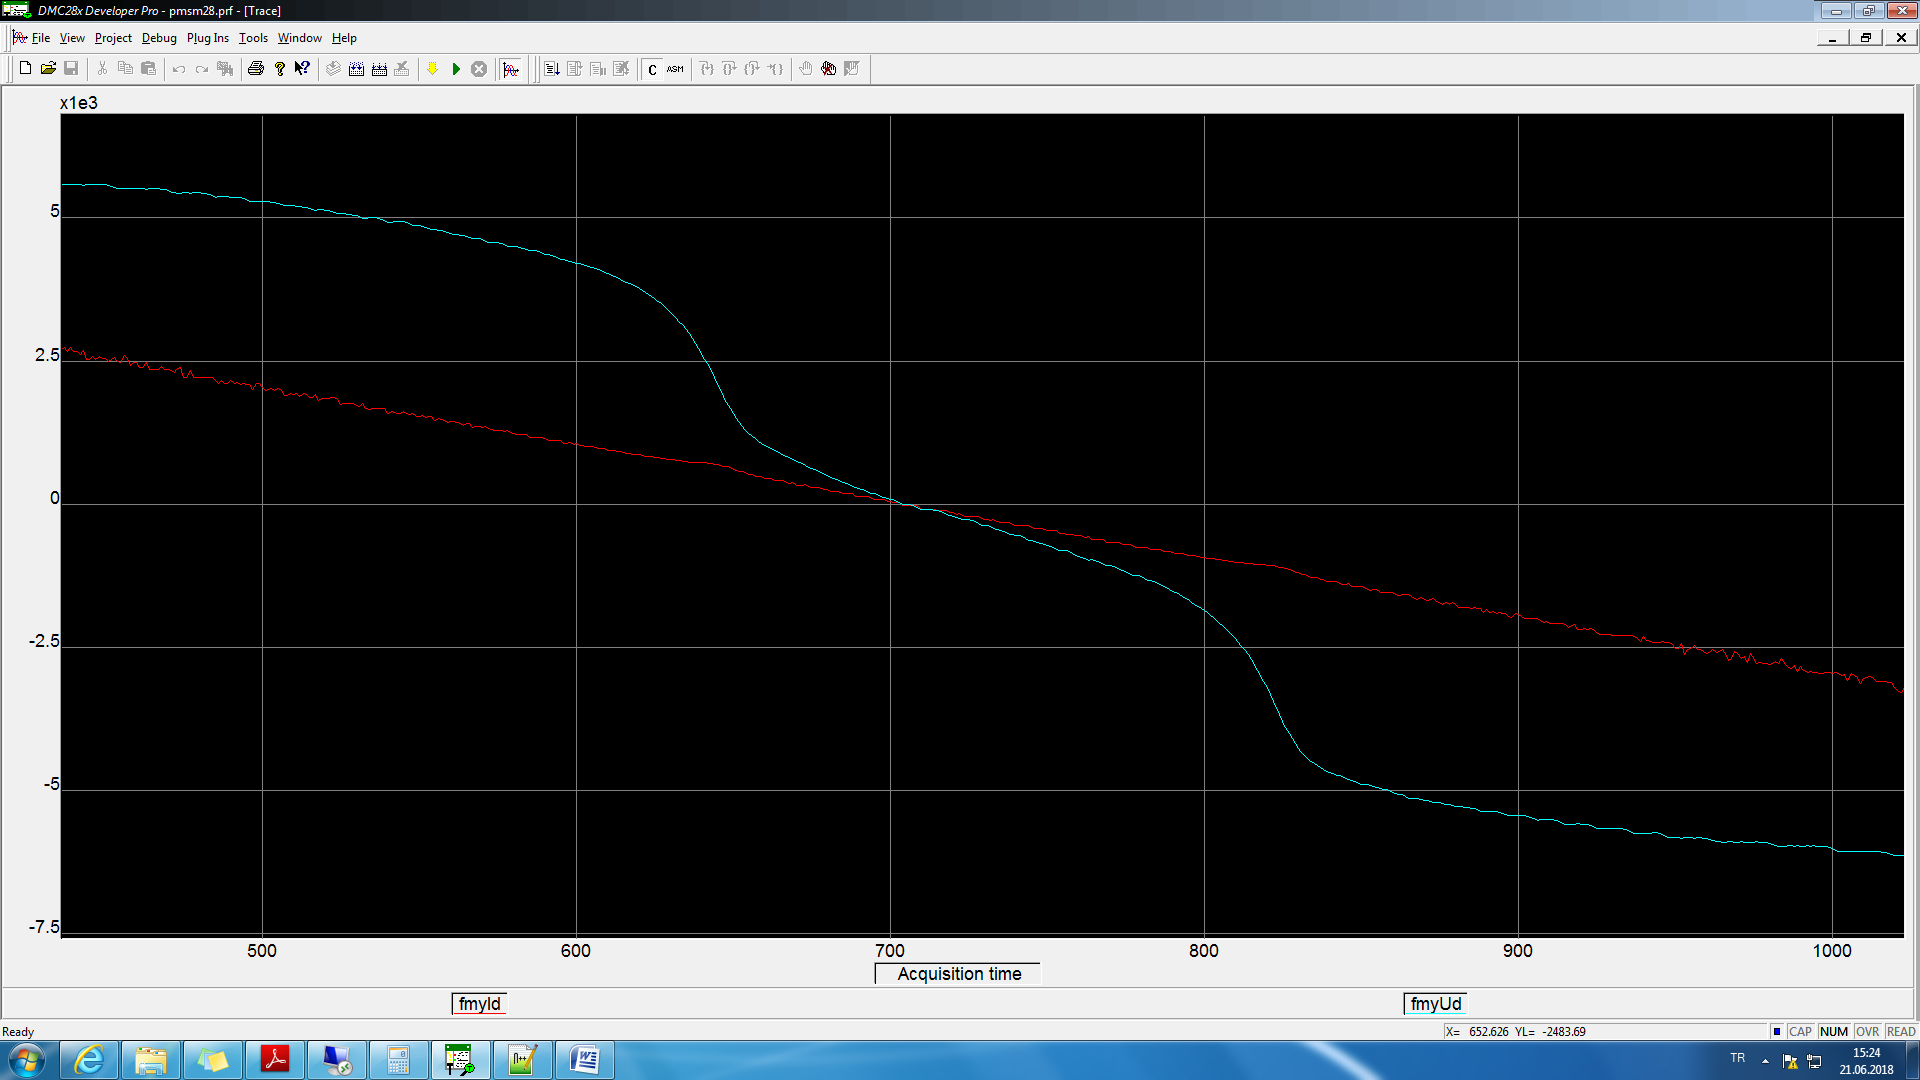 DMC28x Developer Pro - pmsm28.prf - [Trace]
File View Project Debug Plug Ins Tools Window Help
C ASM
x1e3
5
2.5
0
-2.5
-5
-7.5
500 600 700 800 900 1000
Acquisition time
fmyId fmyUd
Ready X= 652.626 YL= -2483.69 CAP NUM OVR READ
TR 15:24
21.06.2018